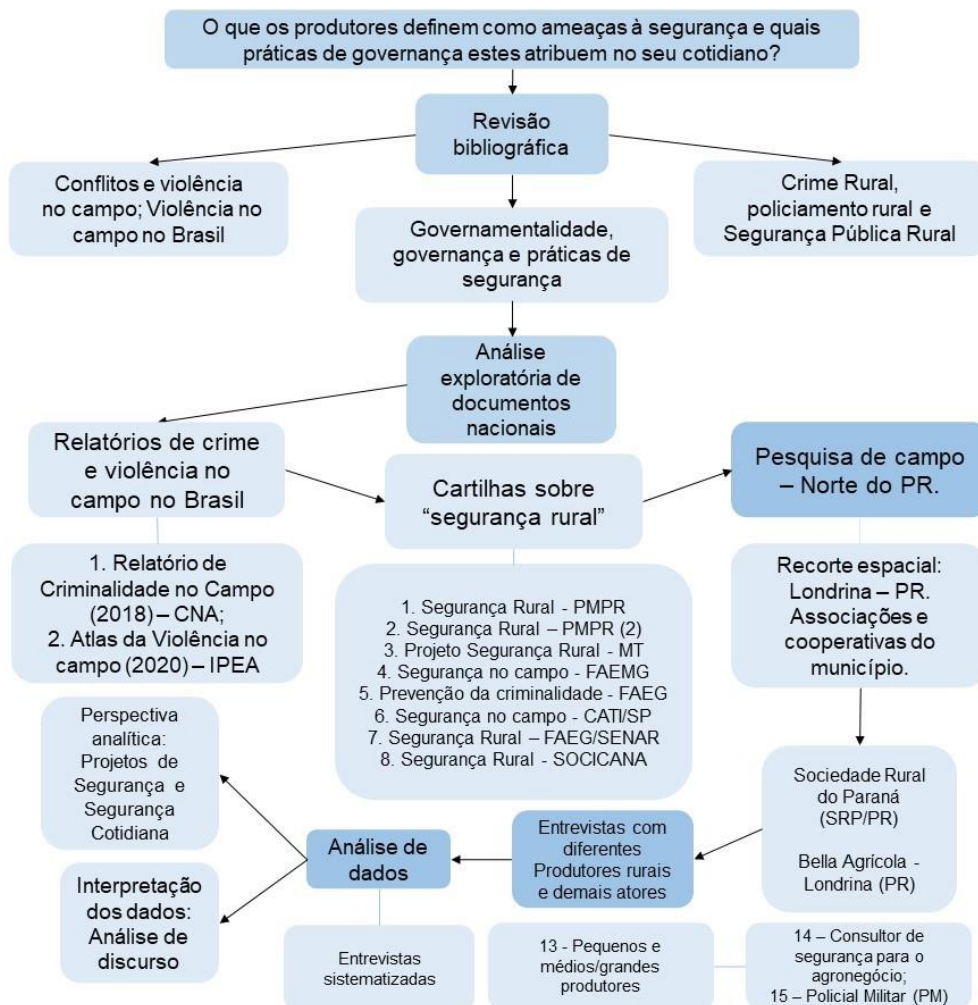 O que os produtores definem como ameaças à segurança e quais
práticas de governança estes atribuem no seu cotidiano?
Revisão
bibliográfica
Conflitos e violência
no campo; Violência no
campo no Brasil
Governamentalidade,
governança e práticas de
segurança
Crime Rural,
policiamento rural e
Segurança Pública Rural
Análise
exploratória de
documentos
nacionais
Relatórios de crime
e violência no
campo no Brasil
Cartilhas sobre
“segurança rural”
Pesquisa de campo
– Norte do PR.
1. Relatório de
Criminalidade no Campo
(2018) – CNA;
2. Atlas da Violência no
campo (2020) – IPEA
1. Segurança Rural - PMPR
2. Segurança Rural – PMPR (2)
3. Projeto Segurança Rural - MT
4. Segurança no campo - FAEMG
5. Prevenção da criminalidade - FAEG
6. Segurança no campo - CATI/SP
7. Segurança Rural – FAEG/SENAR
8. Segurança Rural - SOCICANA
Recorte espacial:
Londrina – PR.
Associações e
cooperativas do
município.
Sociedade Rural
do Paraná
(SRP/PR)
Bella Agrícola -
Londrina (PR)
Entrevistas com
diferentes
Produtores rurais
e demais atores
Análise de
dados
Perspectiva
analítica:
Projetos de
Segurança e
Segurança
Cotidiana
Interpretação
dos dados:
Análise de
discurso
Entrevistas
sistematizadas
13 - Pequenos e
médios/grandes
produtores
14 – Consultor de
segurança para o
agronegócio;
15 – Policial Militar (PM)